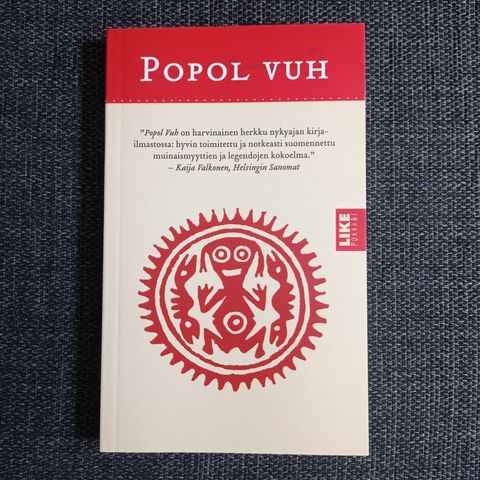 POPOL VUH
"Popol Vuh on harvinainen herkku nykyajan kirja-
ilmastossa: hyvin toimitettu ja notkeasti suomennettu
muinaismyyttien ja legendojen kokoelma."
– Kaija Valkonen, Helsingin Sanomat
LIKE
POKKARI